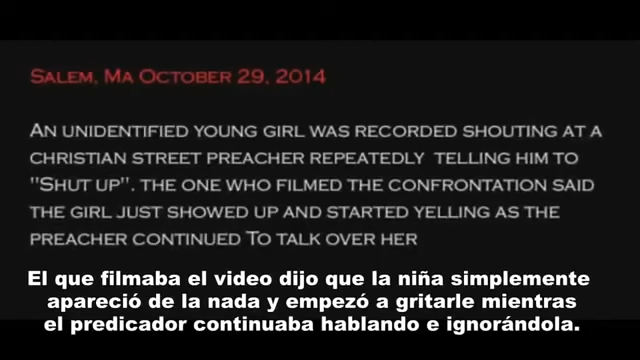 SALEM, MA OCTOBER 29, 2014
AN UNIDENTIFIED YOUNG GIRL WAS RECORDED SHOUTING AT A
CHRISTIAN STREET PREACHER REPEATEDLY TELLING HIM TO
"SHUT UP". THE ONE WHO FILMED THE CONFRONTATION SAID
THE GIRL JUST SHOWED UP AND STARTED YELLING AS THE
PREACHER CONTINUED TO TALK OVER HER
El que filmaba el video dijo que la niña simplemente
apareció de la nada y empezó a gritarle mientras
el predicador continuaba hablando e ignorándola.